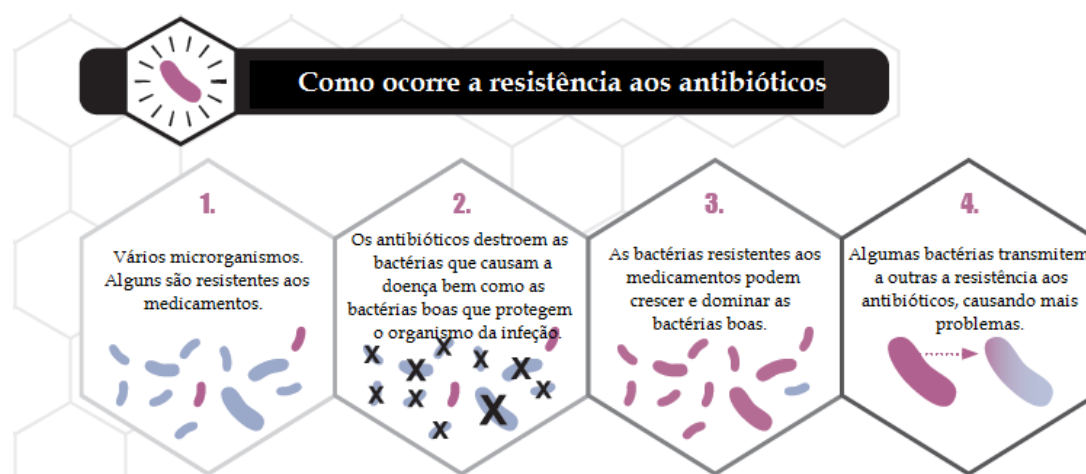 Como ocorre a resistência aos antibióticos
1.
Vários microrganismos.
Alguns são resistentes aos
medicamentos.
2.
Os antibióticos destroem as
bactérias que causam a
doença bem como as
bactérias boas que protegem
o organismo da infeção.
X X X X X X X X X X X
3.
As bactérias resistentes aos
medicamentos podem
crescer e dominar as
bactérias boas.
4.
Algumas bactérias transmitem
a outras a resistência aos
antibióticos, causando mais
problemas.